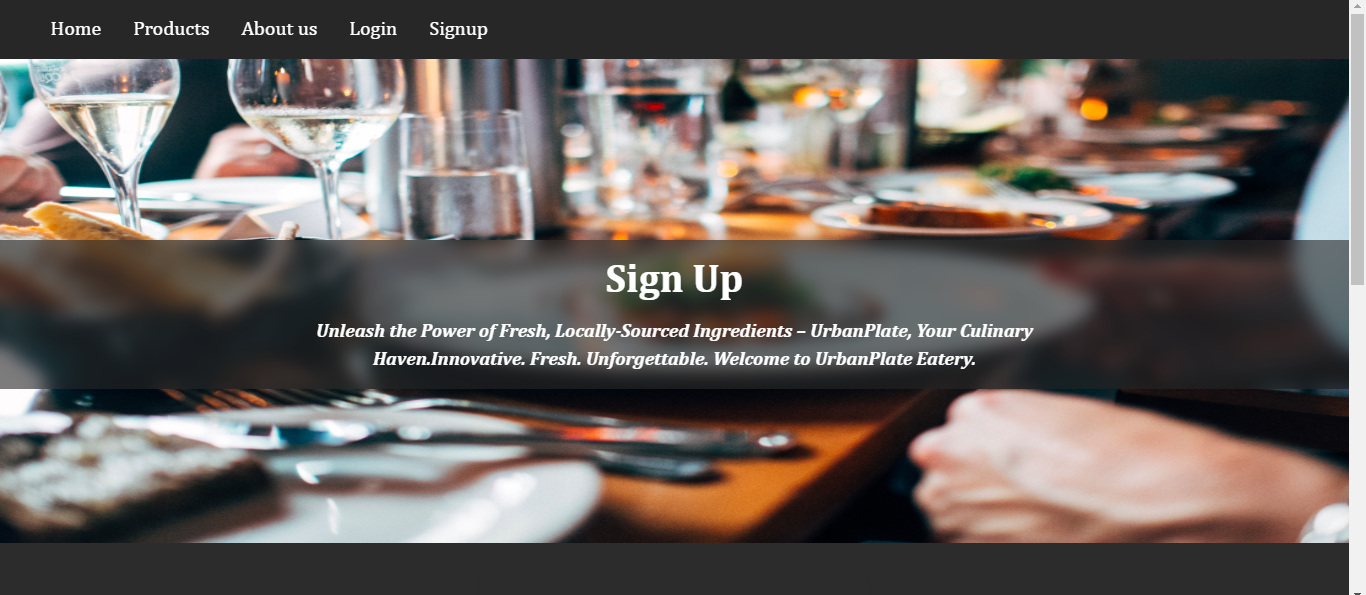 Home Products About us Login Signup
Sign Up
Unleash the Power of Fresh, Locally-Sourced Ingredients – UrbanPlate, Your Culinary
Haven.Innovative. Fresh. Unforgettable. Welcome to UrbanPlate Eatery.